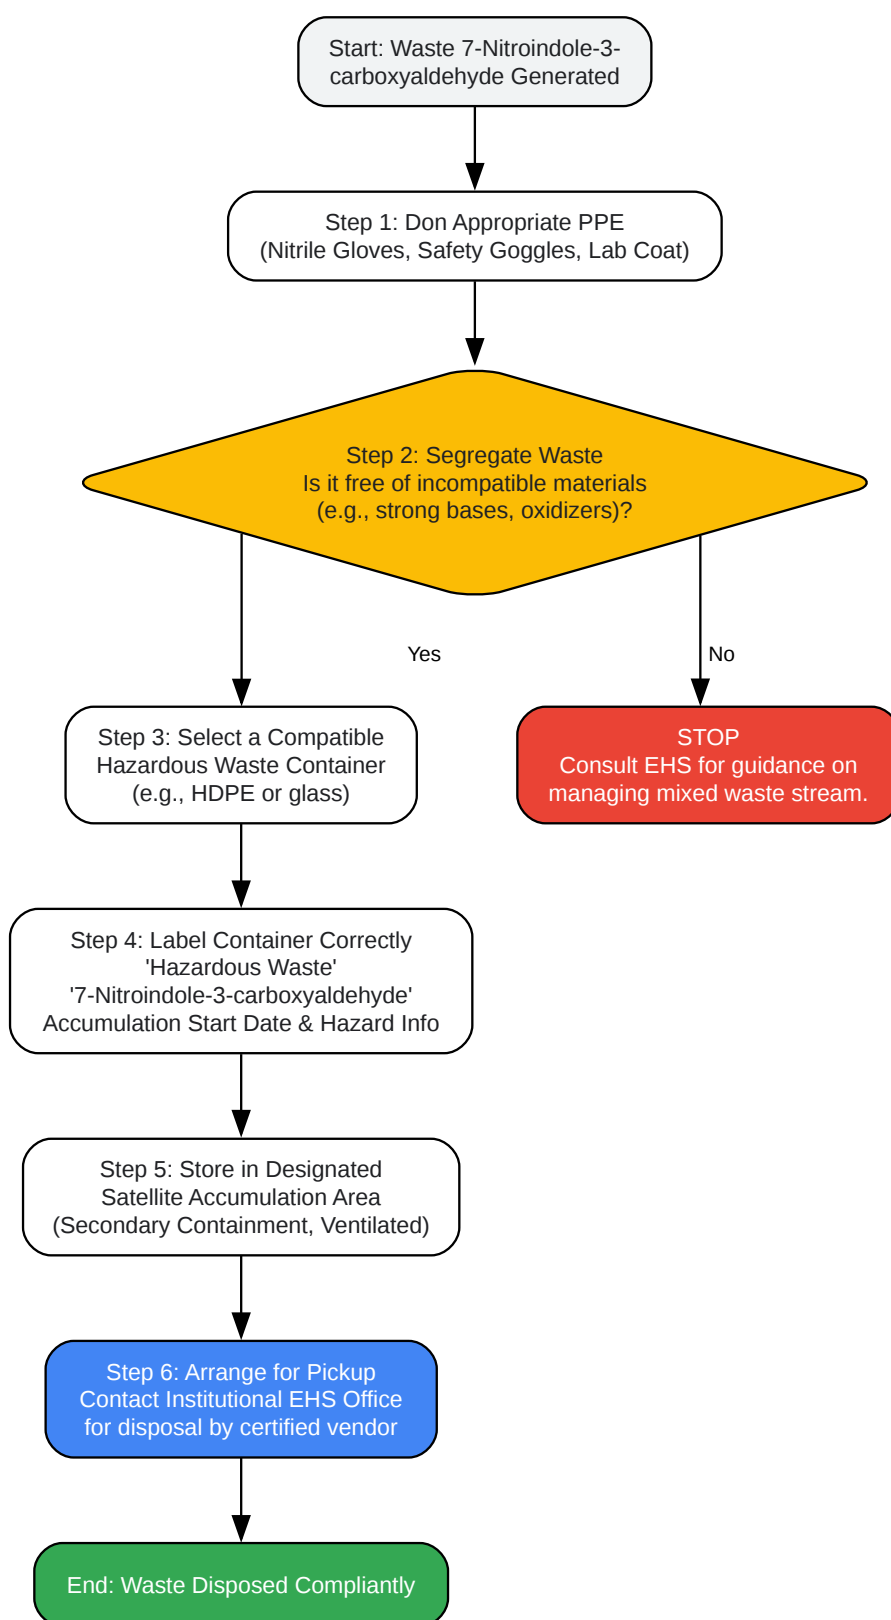 Start: Waste 7-Nitroindole-3-
carboxyaldehyde Generated
Step 1: Don Appropriate PPE
(Nitrile Gloves, Safety Goggles, Lab Coat)
Step 2: Segregate Waste
Is it free of incompatible materials
(e.g., strong bases, oxidizers)?
Yes
No
Step 3: Select a Compatible
Hazardous Waste Container
(e.g., HDPE or glass)
STOP
Consult EHS for guidance on
managing mixed waste stream.
Step 4: Label Container Correctly
'Hazardous Waste'
'7-Nitroindole-3-carboxyaldehyde'
Accumulation Start Date & Hazard Info
Step 5: Store in Designated
Satellite Accumulation Area
(Secondary Containment, Ventilated)
Step 6: Arrange for Pickup
Contact Institutional EHS Office
for disposal by certified vendor
End: Waste Disposed Compliantly